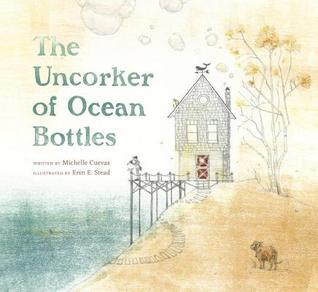 The
Uncorker
of Ocean
Bottles
WRITTEN BY Michelle Cuevas
ILLUSTRATED BY Erin E. Stead